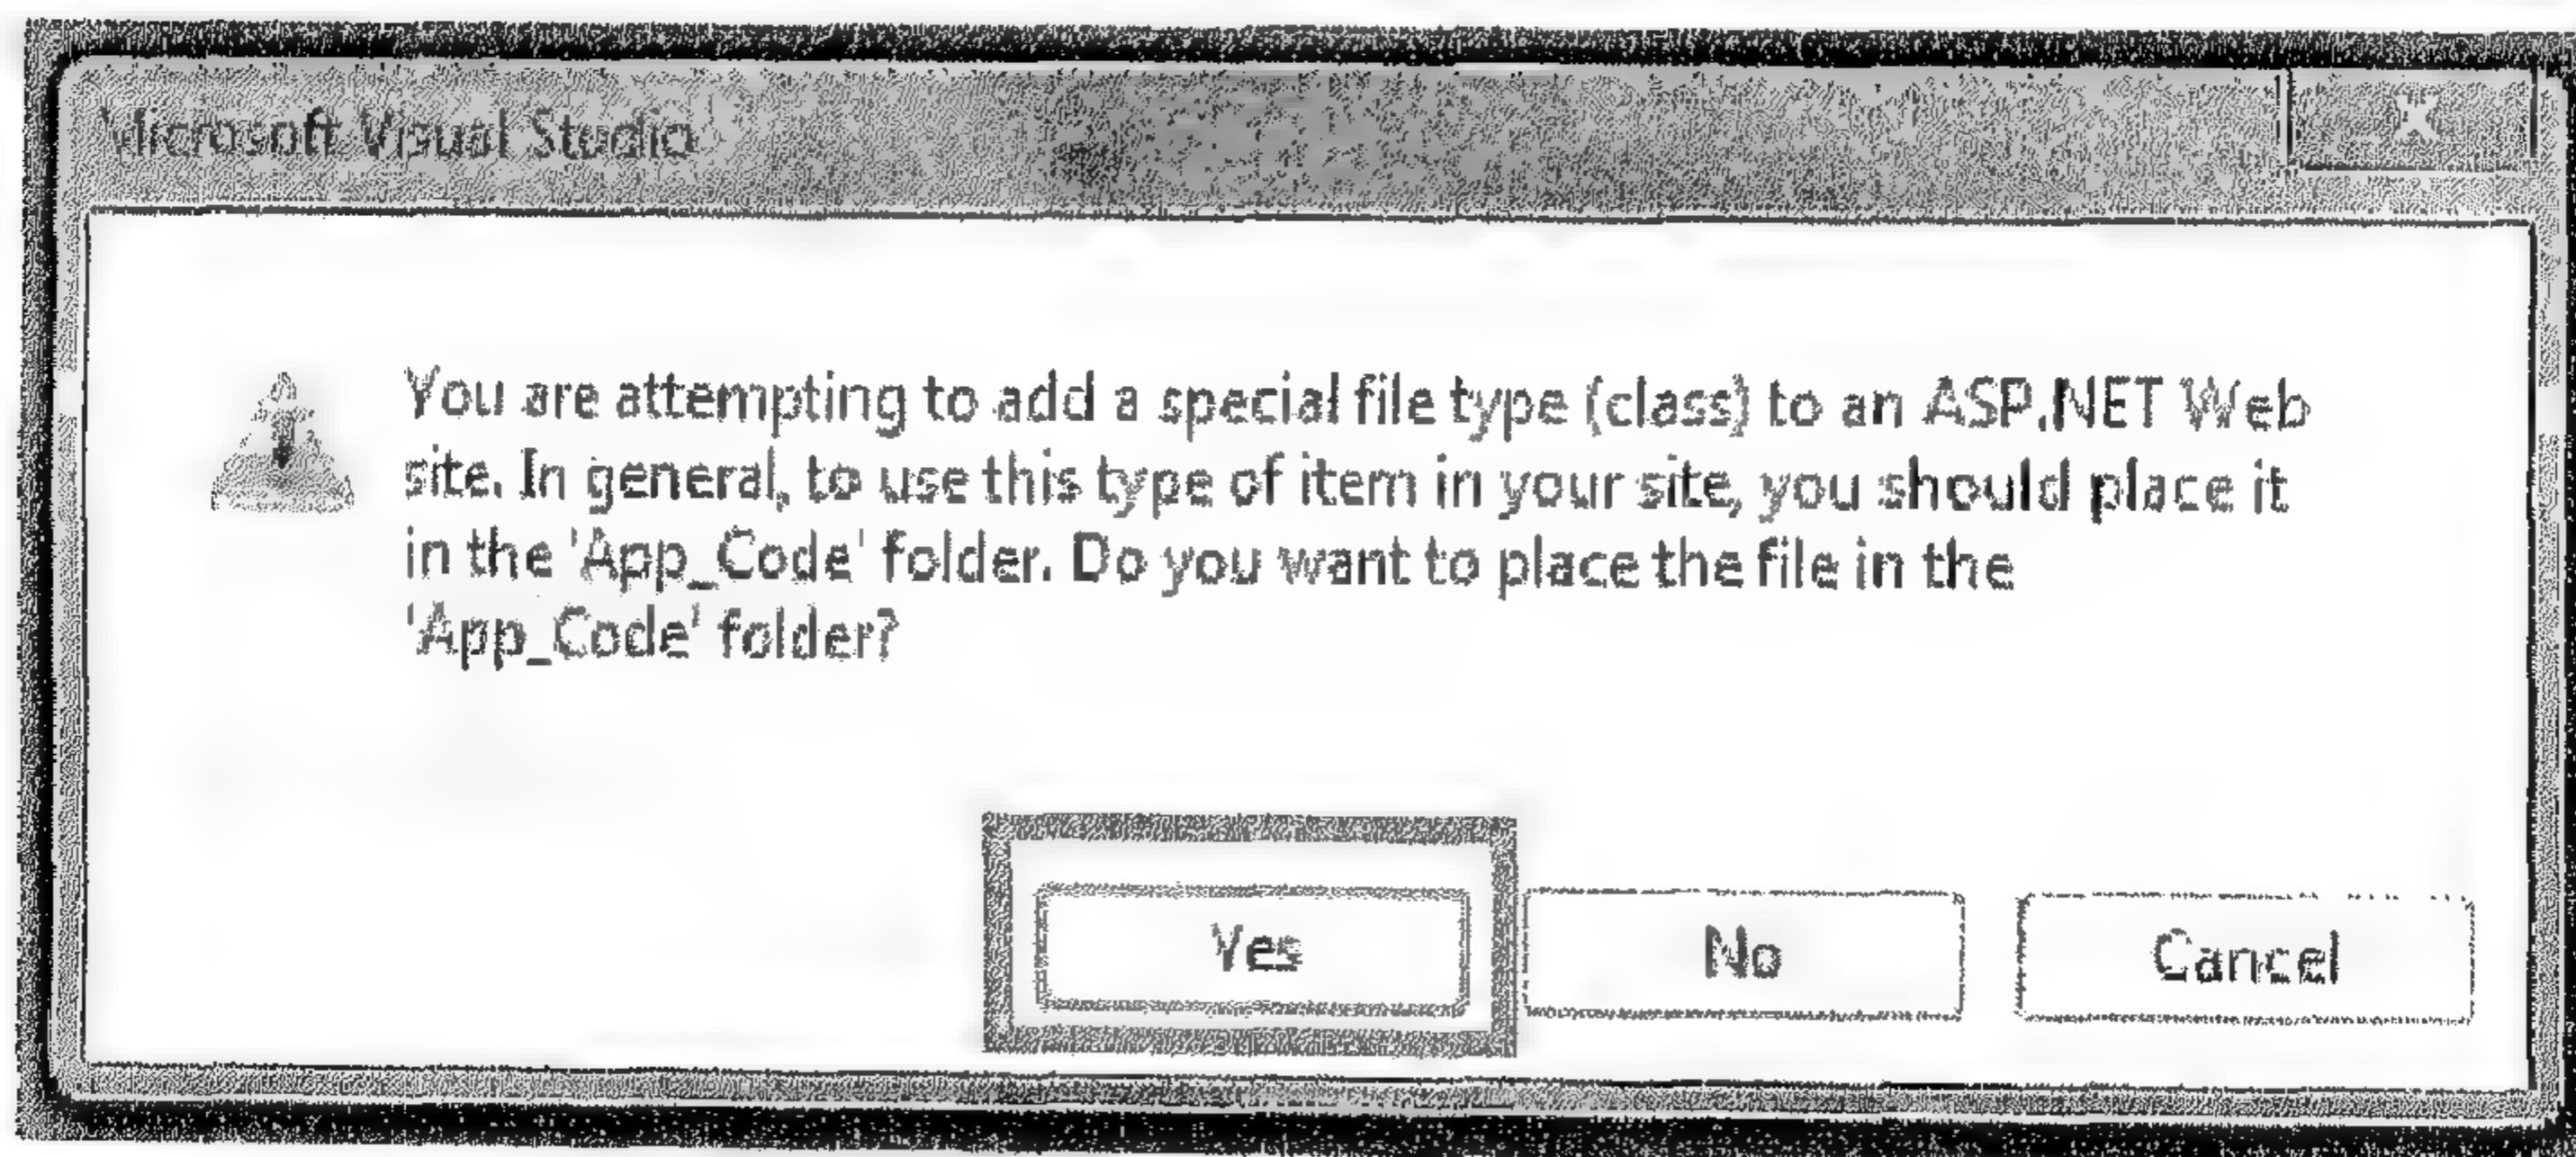 Microsoft Visual Studio
X
You are attempting to add a special file type (class) to an ASP.NET Web
site. In general, to use this type of item in your site, you should place it
in the 'App_Code' folder. Do you want to place the file in the
'App_Code' folder?
Yes
No
Cancel